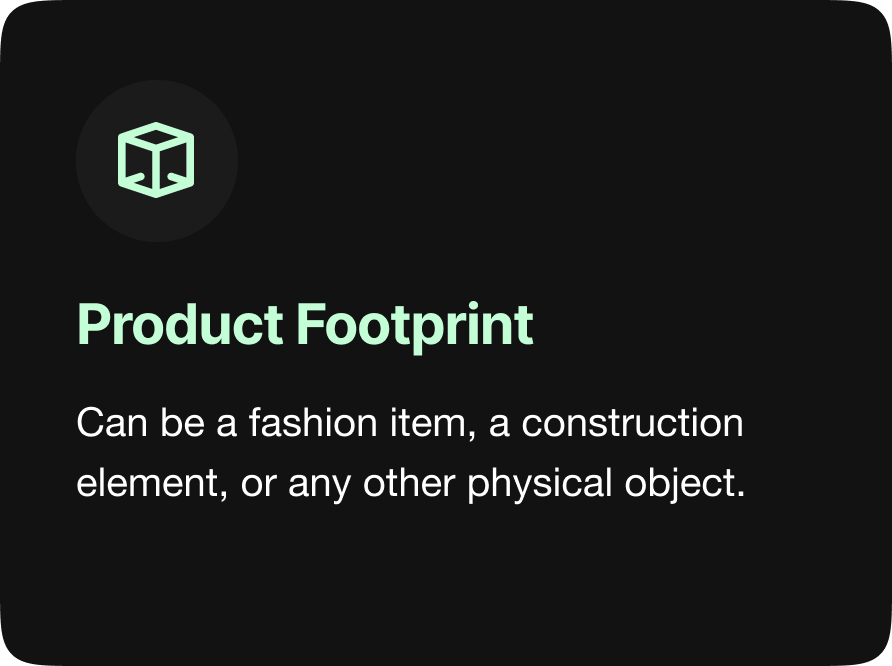 Product Footprint
Can be a fashion item, a construction
element, or any other physical object.